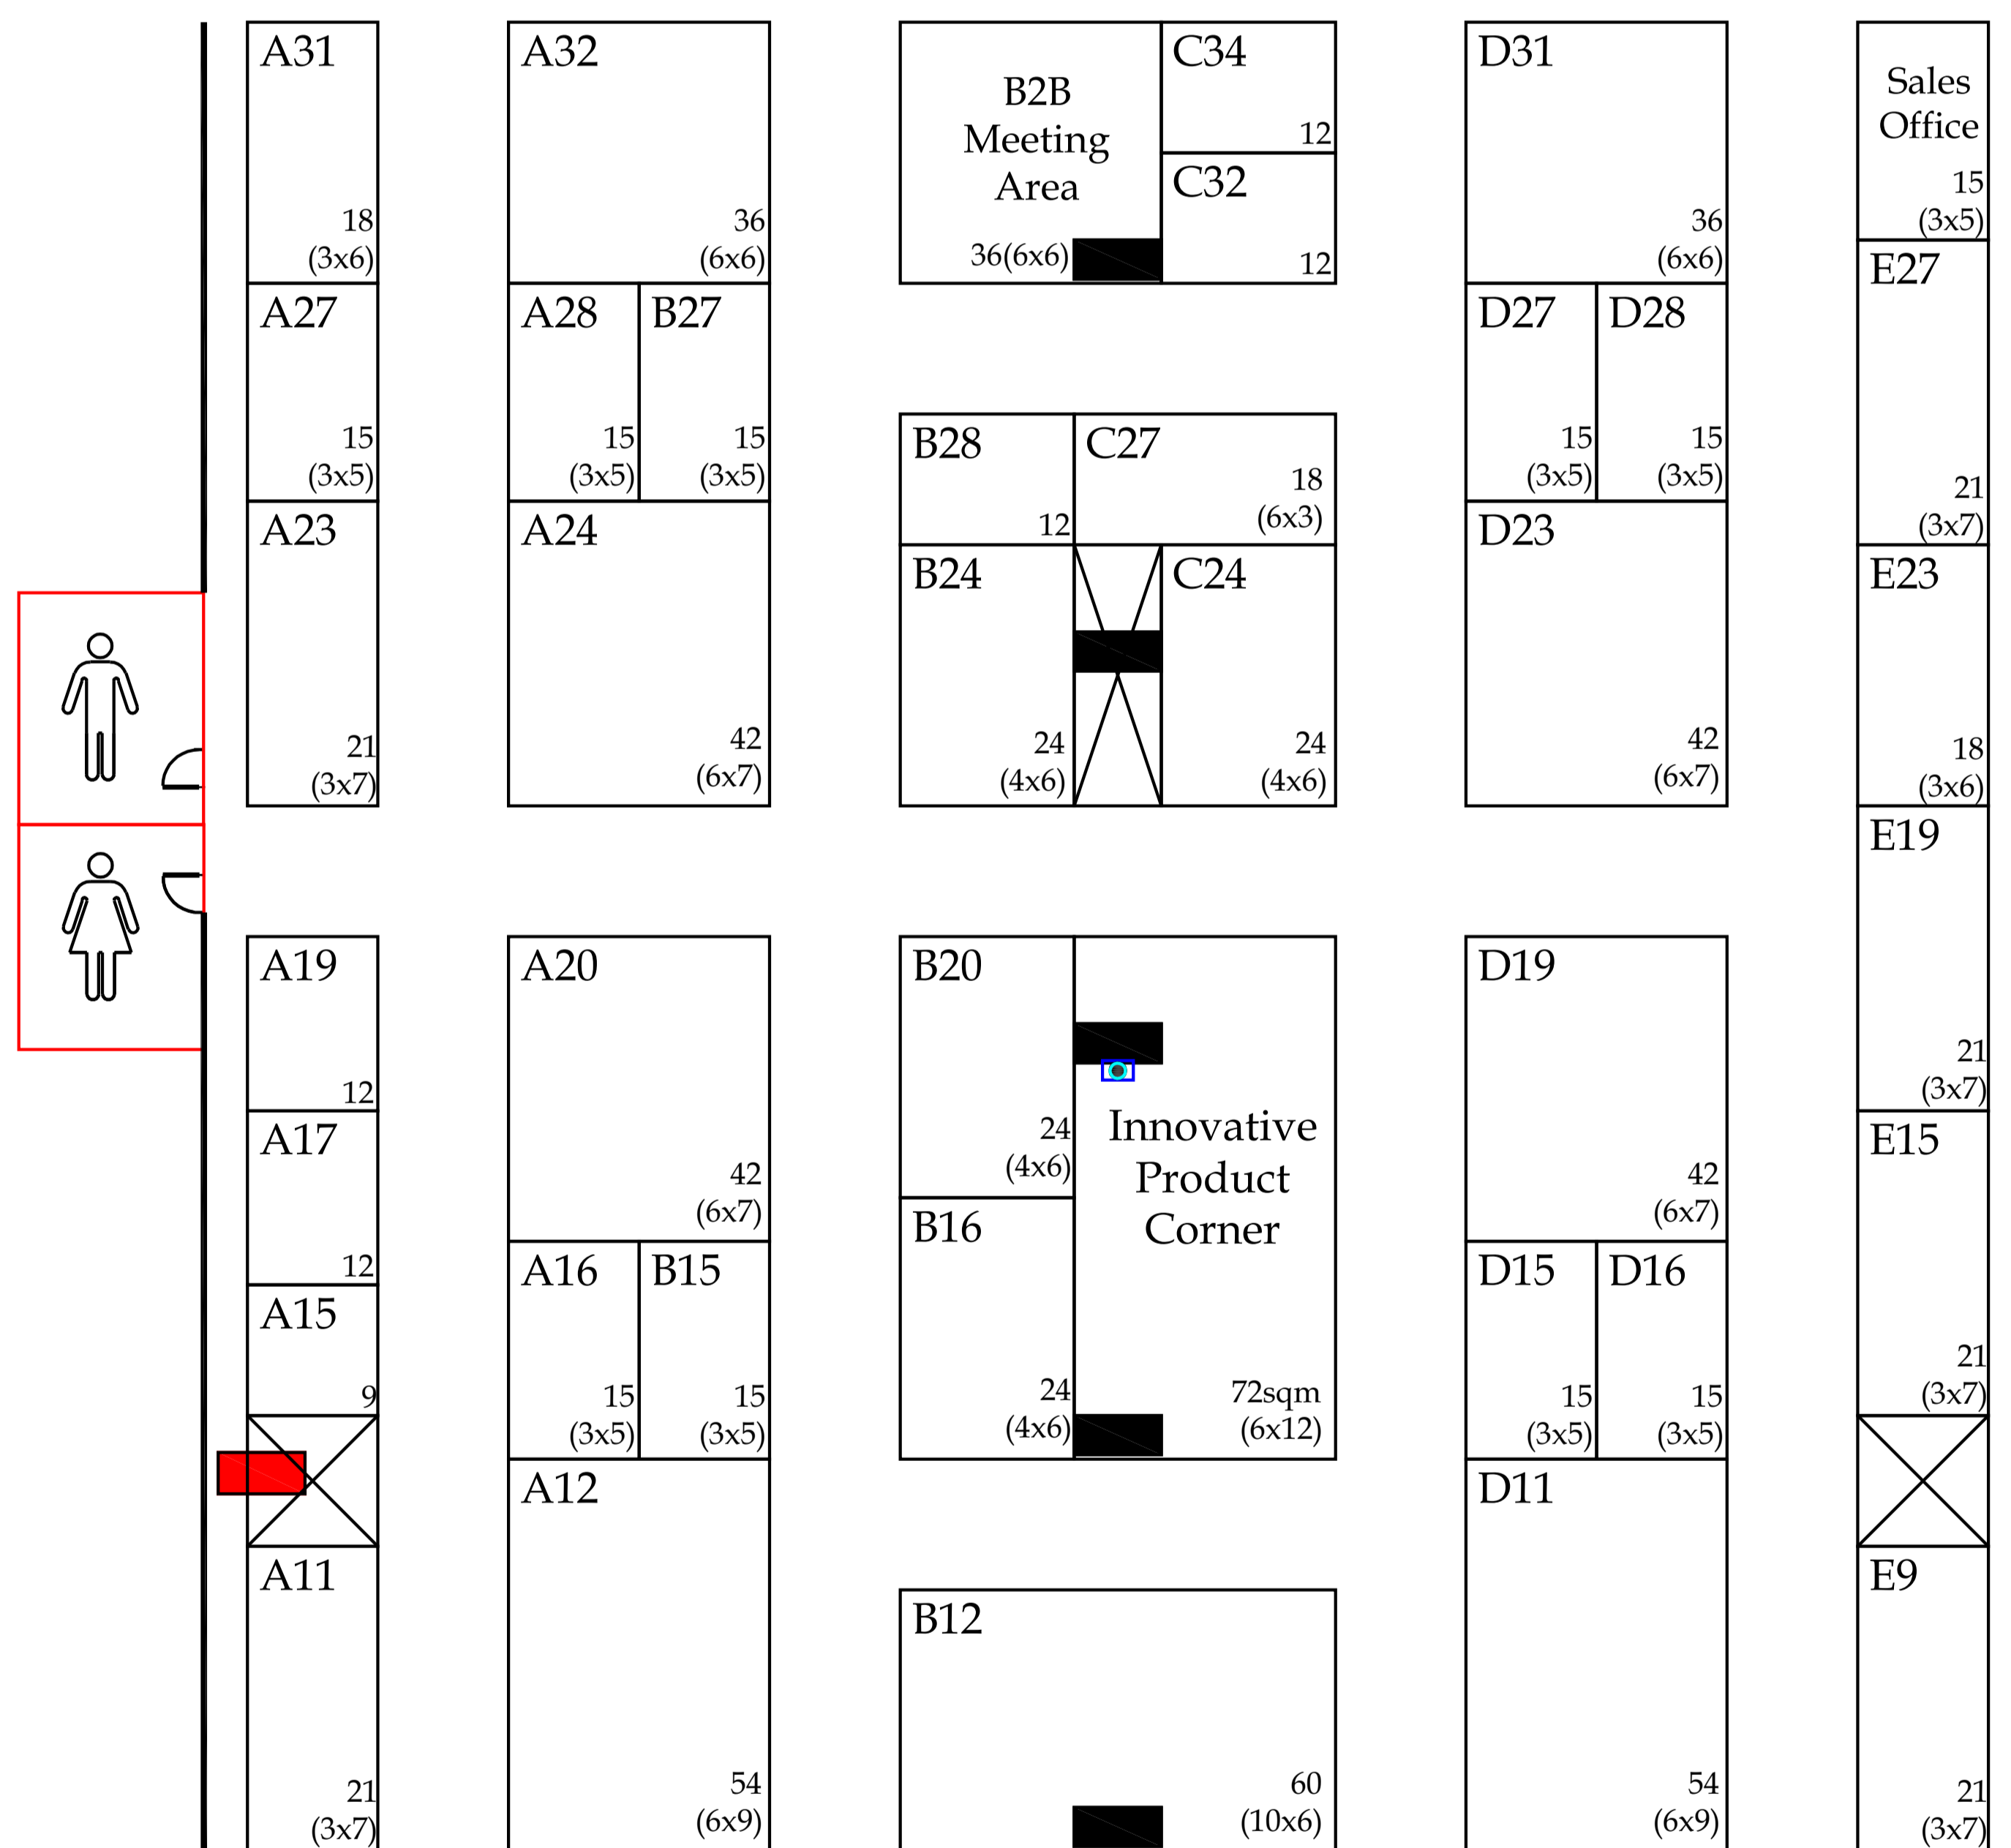 A31
18
(3x6)
A27
15
(3x5)
A23
21
(3x7)
A19
12
A17
12
A15
9
A11
21
(3x7)
A32
36
(6x6)
A28
15
(3x5)
B27
15
(3x5)
A24
42
(6x7)
A20
42
(6x7)
A16
15
(3x5)
B15
15
(3x5)
A12
54
(6x9)
B2B
Meeting
Area
36(6x6)
C34
12
C32
12
B28
12
C27
18
(6x3)
B24
24
(4x6)
C24
24
(4x6)
B20
24
(4x6)
B16
24
(4x6)
Innovative
Product
Corner
72sqm
(6x12)
B12
60
(10x6)
D31
36
(6x6)
D27
15
(3x5)
D28
15
(3x5)
D23
42
(6x7)
D19
42
(6x7)
D15
15
(3x5)
D16
15
(3x5)
D11
54
(6x9)
Sales
Office
15
(3x5)
E27
21
(3x7)
E23
18
(3x6)
E19
21
(3x7)
E15
21
(3x7)
E9
21
(3x7)